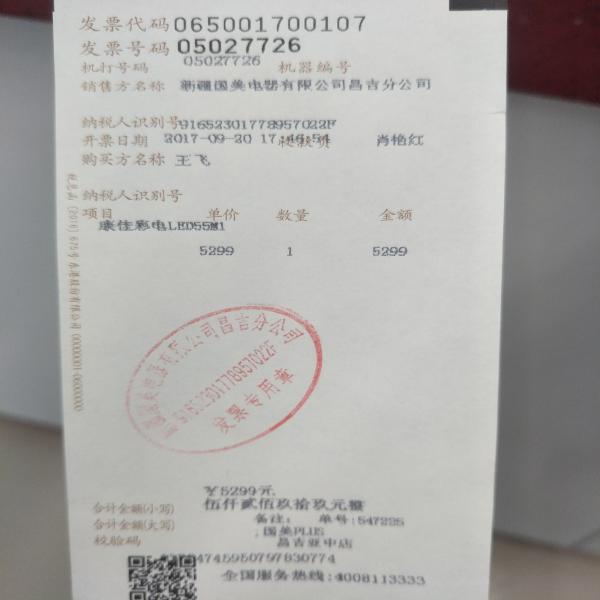 发票代码 065001700107
发票号码 05027726
机打号码 05027726 机器编号
销售方名称 新疆国美电器有限公司昌吉分公司
纳税人识别号 91652301778957022F
开票日期 2017-09-20 17:46:54 收款员 肖艳红
购买方名称 王飞
纳税人识别号
项目 单价 数量 金额
康佳彩电LED55M1
5299 1 5299
新疆国美电器有限公司昌吉分公司
91652301778957022F
发票专用章
￥5299元
合计金额(小写) 伍仟贰佰玖拾玖元整
合计金额(大写) 备注: 单号:547225
,国美PLUS
校验码 昌吉亚中店
74595079783077​4
全国服务热线:4008113333